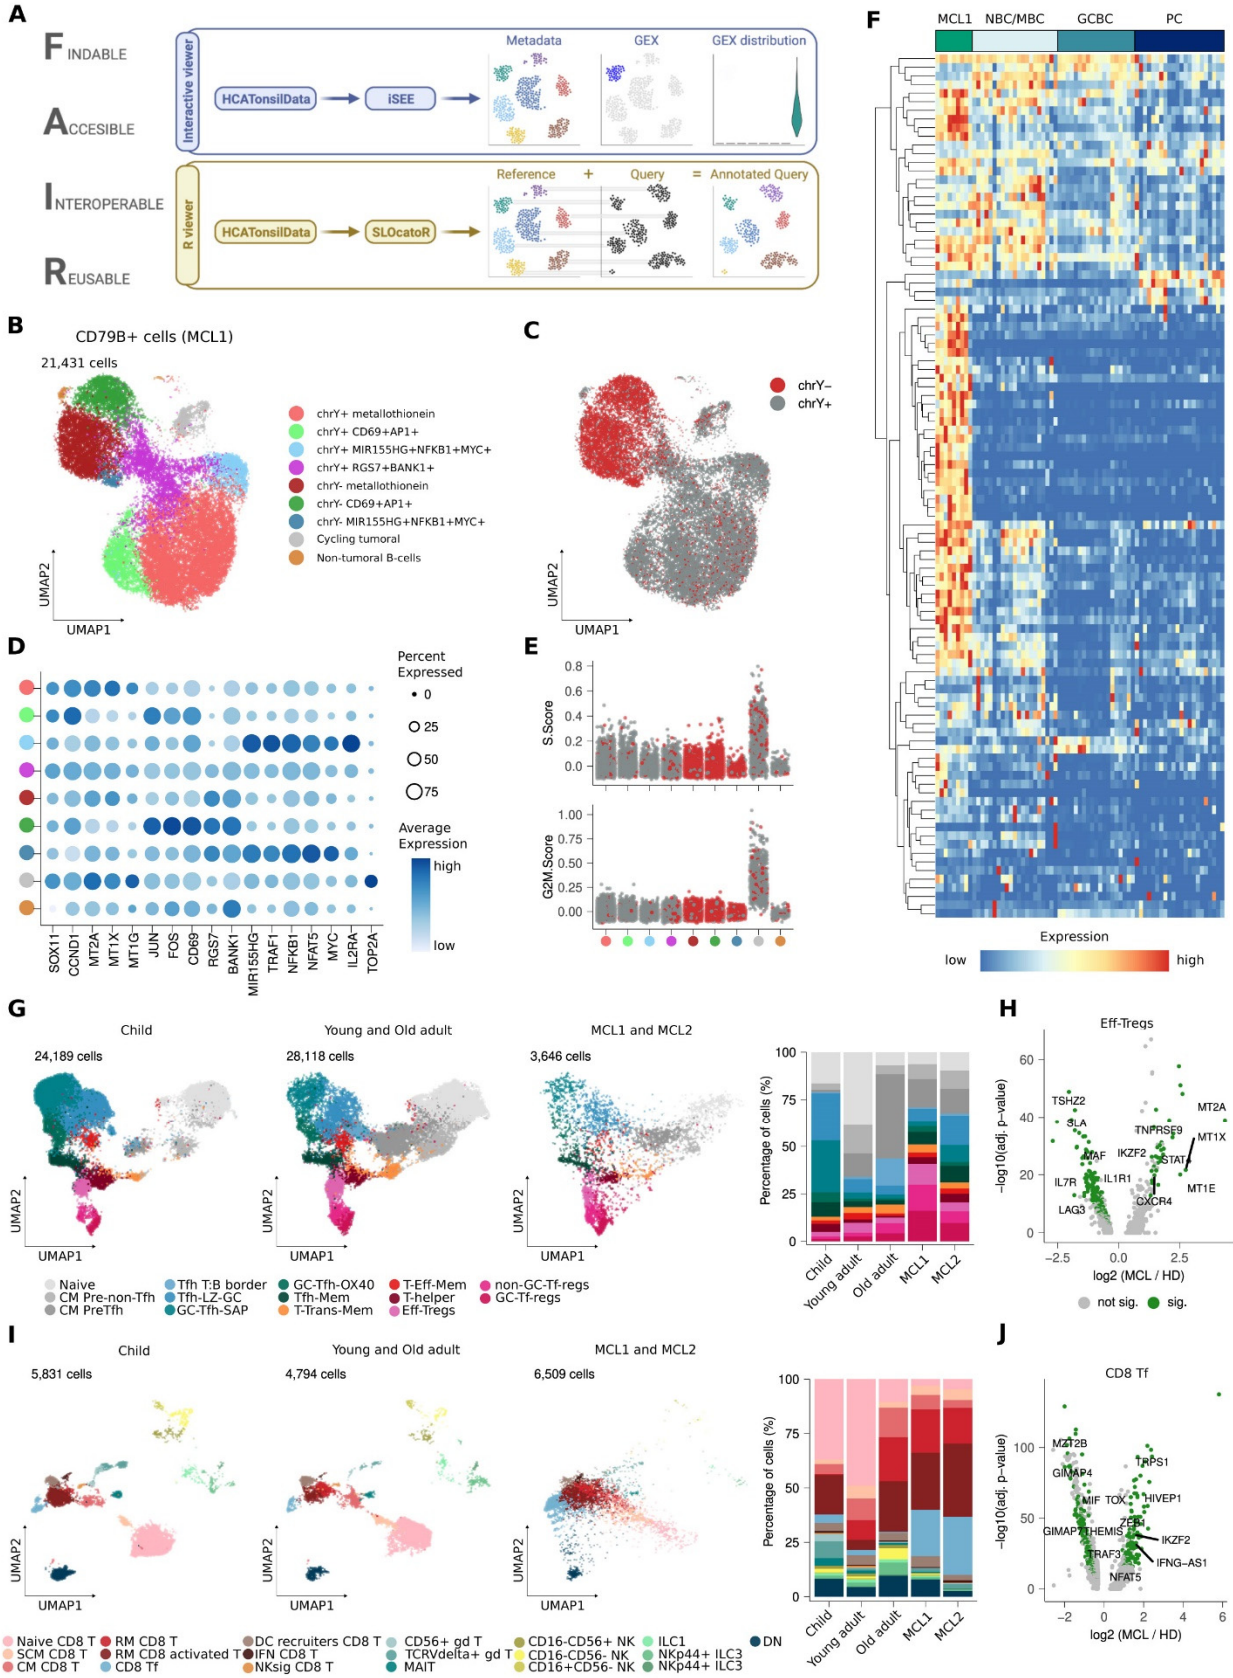 A
FINDABLE
ACCESIBLE
INTEROPERABLE
REUSABLE
Interactive viewer
HCATonsilData
iSEE
Metadata
GEX
GEX distribution
R viewer
HCATonsilData
SLOcatoR
Reference
+
Query
=
Annotated Query
B
CD79B+ cells (MCL1)
21,431 cells
UMAP2
UMAP1
chrY+ metallothionein
chrY+ CD69+AP1+
chrY+ MIR155HG+NFKB1+MYC+
chrY+ RGS7+BANK1+
chrY- metallothionein
chrY- CD69+AP1+
chrY- MIR155HG+NFKB1+MYC+
Cycling tumoral
Non-tumoral B-cells
C
chrY−
chrY+
UMAP2
UMAP1
D
SOX11
CCND1
MT2A
MT1X
MT1G
JUN
FOS
CD69
RGS7
BANK1
MIR155HG
TRAF1
NFKB1
NFAT5
MYC
IL2RA
TOP2A
Percent
Expressed
0
25
50
75
Average
Expression
high
low
E
S.Score
0.8
0.6
0.4
0.2
0.0
G2M.Score
1.00
0.75
0.50
0.25
0.00
F
MCL1
NBC/MBC
GCBC
PC
Expression
low
high
G
Child
24,189 cells
UMAP2
UMAP1
Young and Old adult
28,118 cells
UMAP2
UMAP1
MCL1 and MCL2
3,646 cells
UMAP2
UMAP1
Percentage of cells (%)
100
75
50
25
0
Child
Young adult
Old adult
MCL1
MCL2
Naive
CM Pre-non-Tfh
CM PreTfh
Tfh T:B border
Tfh-LZ-GC
GC-Tfh-SAP
GC-Tfh-OX40
Tfh-Mem
T-Trans-Mem
T-Eff-Mem
T-helper
Eff-Tregs
non-GC-Tf-regs
GC-Tf-regs
H
Eff-Tregs
−log10(adj. p−value)
60
40
20
0
TSHZ2
SLA
MAF
IL7R
LAG3
IL1R1
IKZF2
TNFRSF9
STAT4
CXCR4
MT2A
MT1X
MT1E
−2.5
0.0
2.5
log2 (MCL / HD)
not sig.
sig.
I
Child
5,831 cells
UMAP2
UMAP1
Young and Old adult
4,794 cells
UMAP2
UMAP1
MCL1 and MCL2
6,509 cells
UMAP2
UMAP1
Percentage of cells (%)
100
75
50
25
0
Child
Young adult
Old adult
MCL1
MCL2
Naive CD8 T
SCM CD8 T
CM CD8 T
RM CD8 T
RM CD8 activated T
CD8 Tf
DC recruiters CD8 T
IFN CD8 T
NKsig CD8 T
CD56+ gd T
TCRVdelta+ gd T
MAIT
CD16-CD56+ NK
CD16-CD56- NK
CD16+CD56- NK
ILC1
NKp44+ ILC3
NKp44- ILC3
DN
J
CD8 Tf
−log10(adj. p−value)
100
50
0
MZT2B
GIMAP4
MIF
TOX
GIMAP7
THEMIS
TRAF3
NFAT5
TRPS1
HIVEP1
ZEB1
IKZF2
IFNG−AS1
−2
0
2
4
6
log2 (MCL / HD)